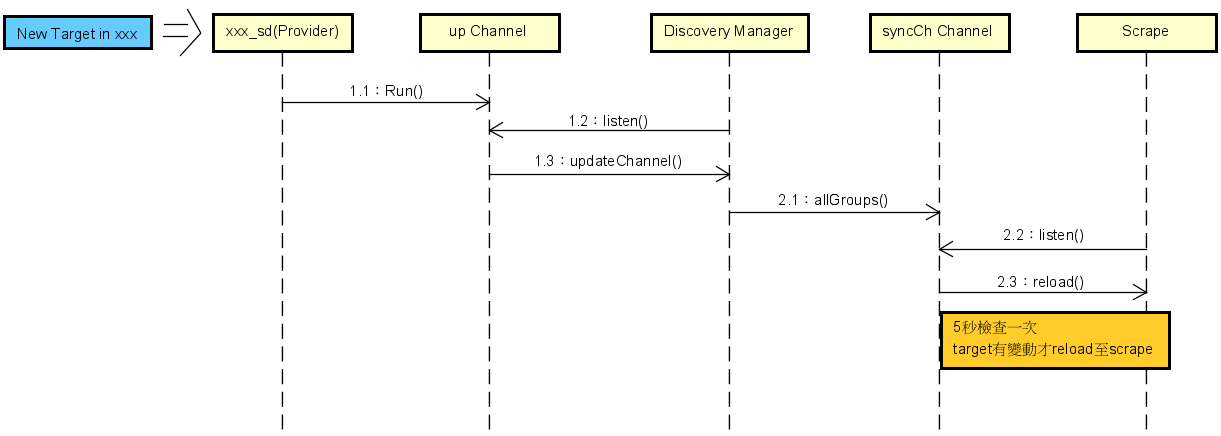 New Target in xxx
xxx_sd(Provider)
up Channel
Discovery Manager
syncCh Channel
Scrape
1.1：Run()
1.2：listen()
1.3：updateChannel()
2.1：allGroups()
2.2：listen()
2.3：reload()
5秒檢查一次
target有變動才reload至scrape